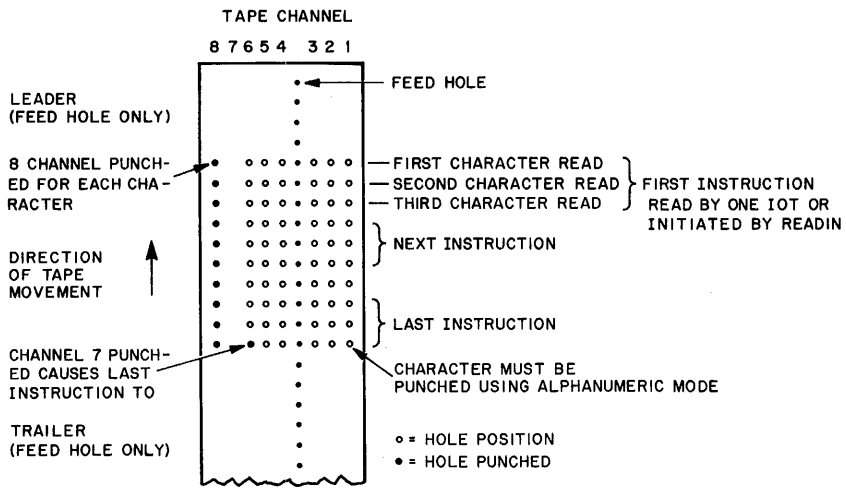 TAPE CHANNEL
8 7 6 5 4 3 2 1
FEED HOLE
LEADER
(FEED HOLE ONLY)
8 CHANNEL PUNCH-
ED FOR EACH CHA-
RACTER
FIRST CHARACTER READ
SECOND CHARACTER READ
THIRD CHARACTER READ
FIRST INSTRUCTION
READ BY ONE IOT OR
INITIATED BY READIN
NEXT INSTRUCTION
DIRECTION
OF TAPE
MOVEMENT
LAST INSTRUCTION
CHANNEL 7 PUNCH-
ED CAUSES LAST
INSTRUCTION TO
CHARACTER MUST BE
PUNCHED USING ALPHANUMERIC MODE
TRAILER
(FEED HOLE ONLY)
o = HOLE POSITION
● = HOLE PUNCHED